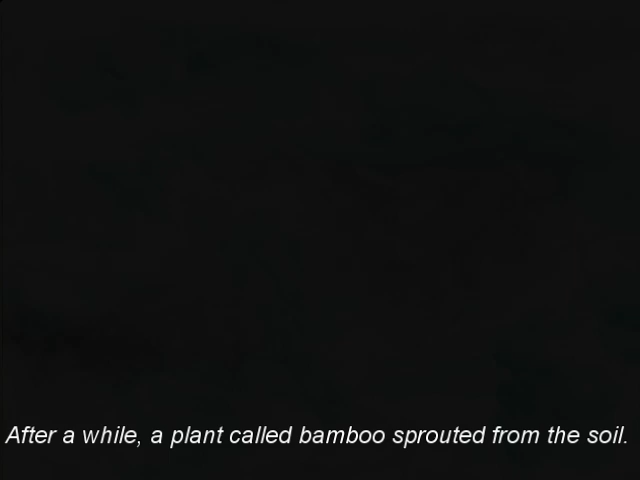 After a while, a plant called bamboo sprouted from the soil.